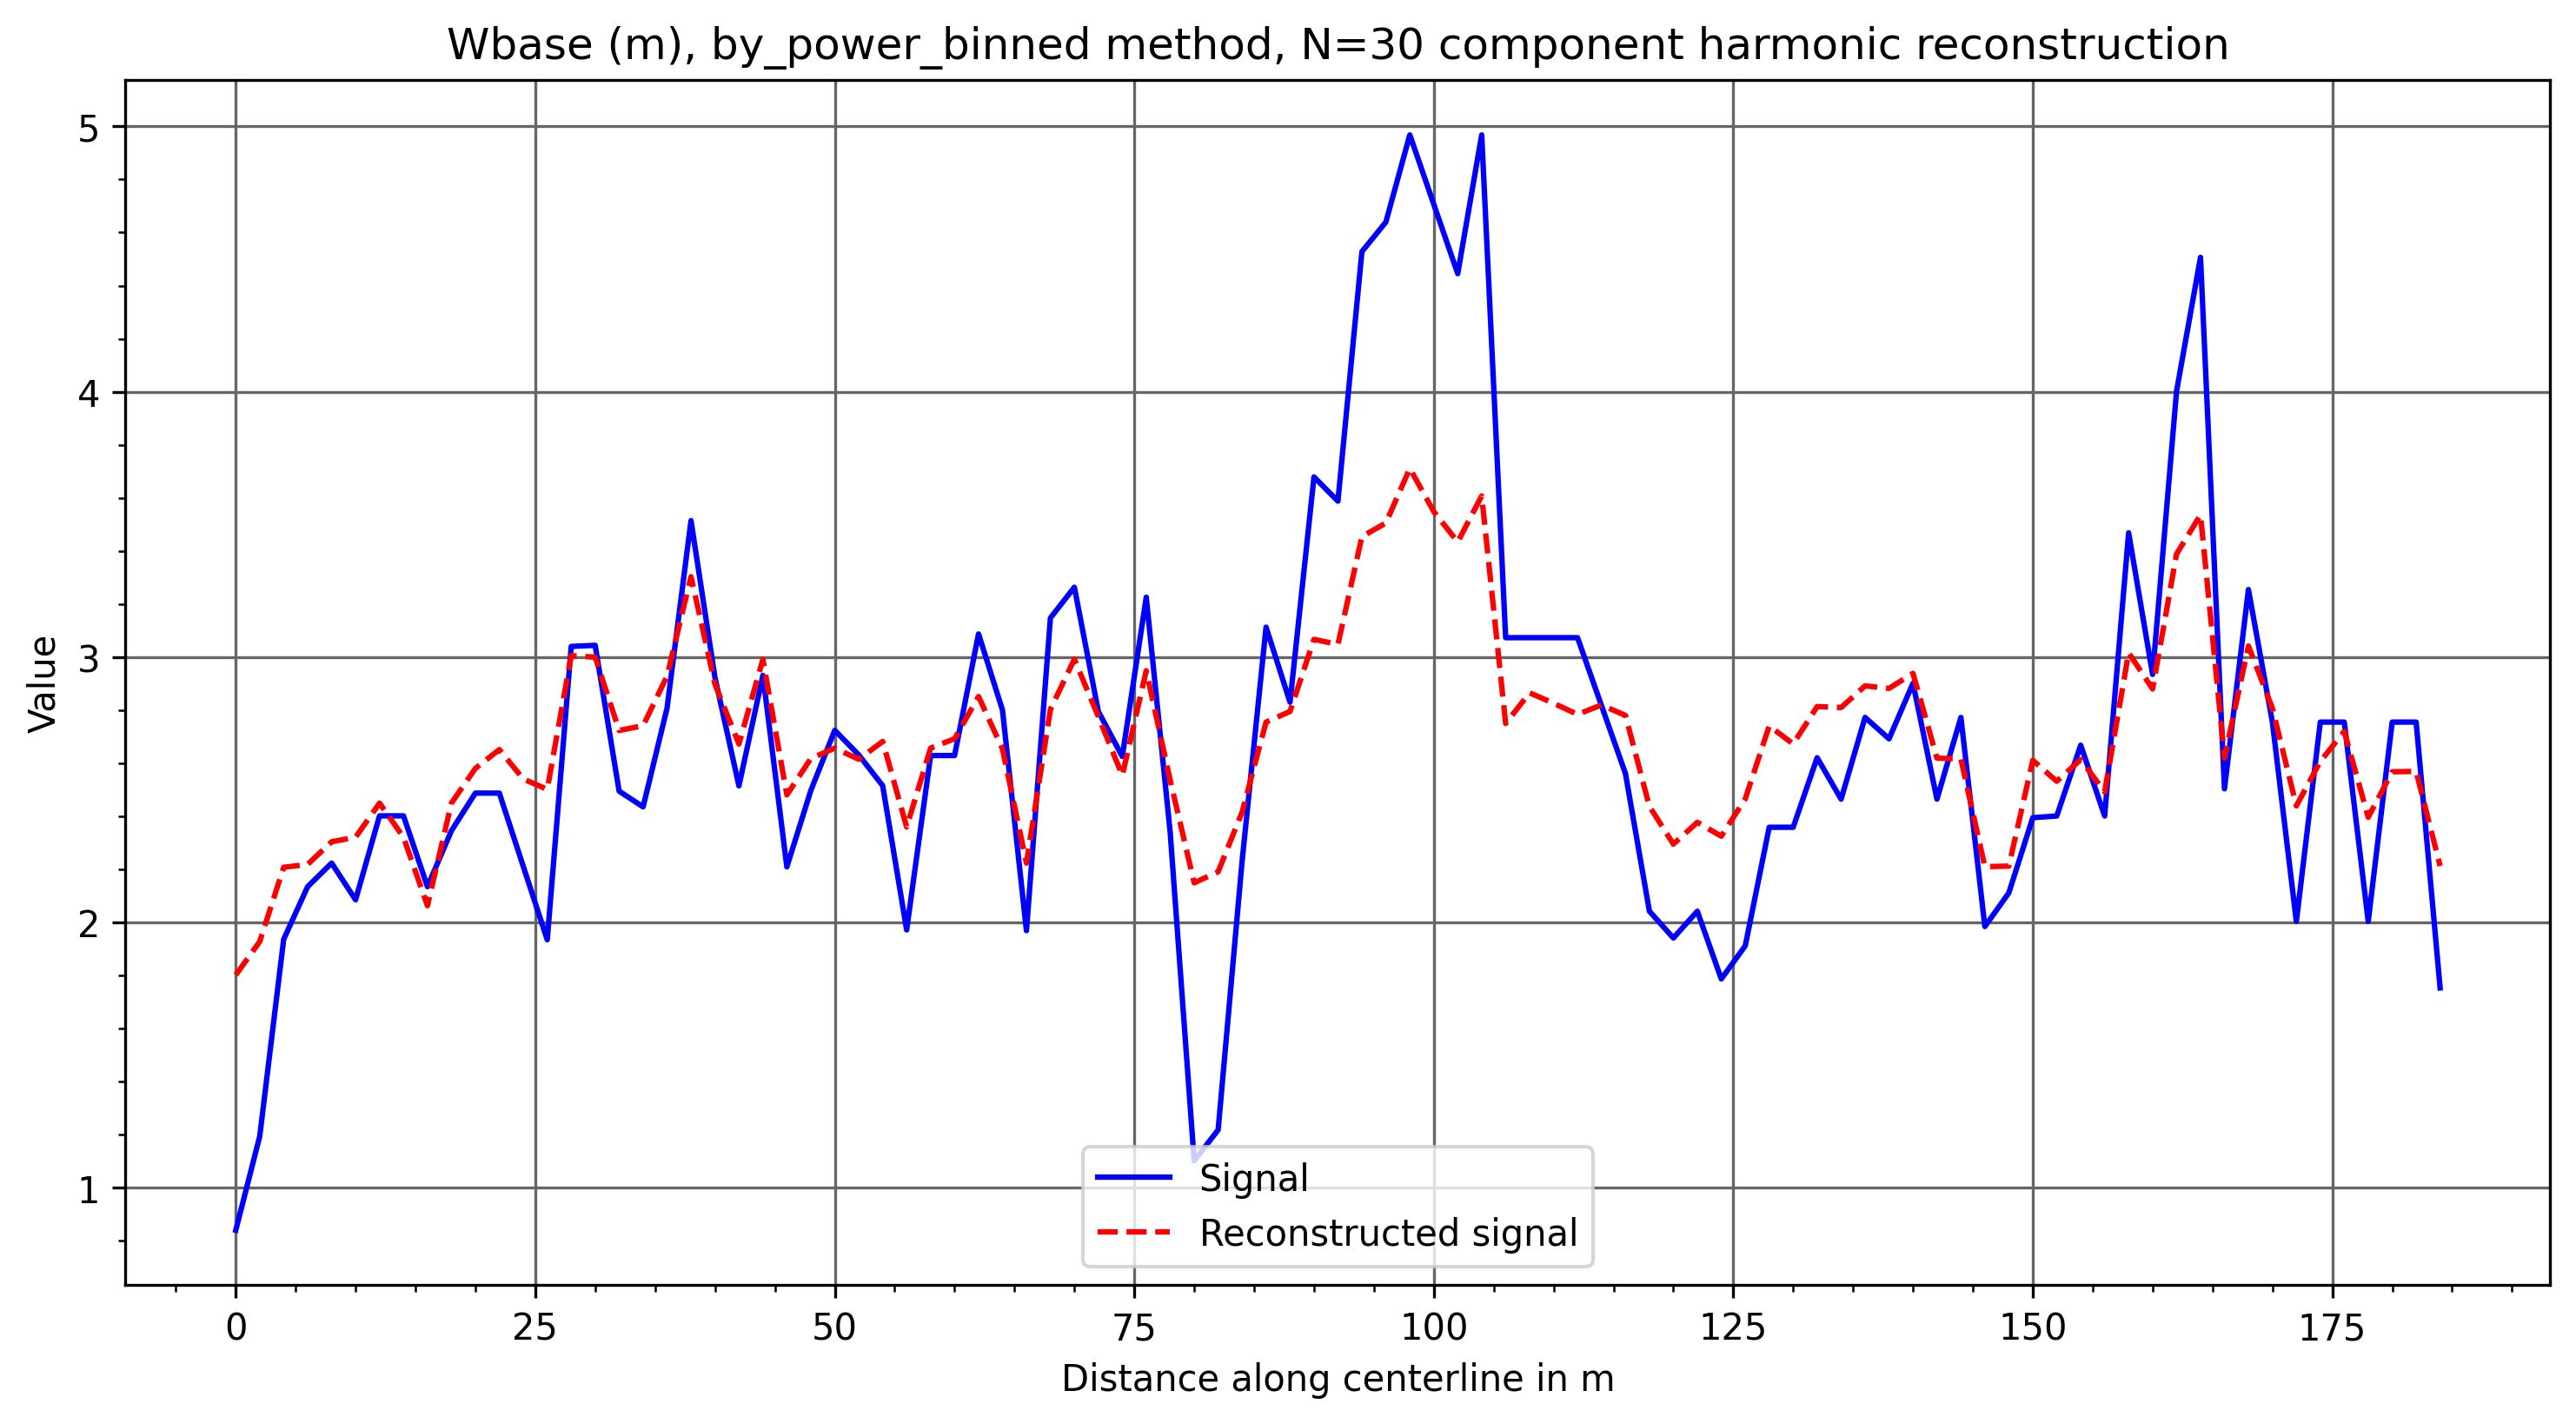 Wbase (m), by_power_binned method, N=30 component harmonic reconstruction
5
4
3
2
1
Value
Signal
Reconstructed signal
0 25 50 75 100 125 150 175
Distance along centerline in m